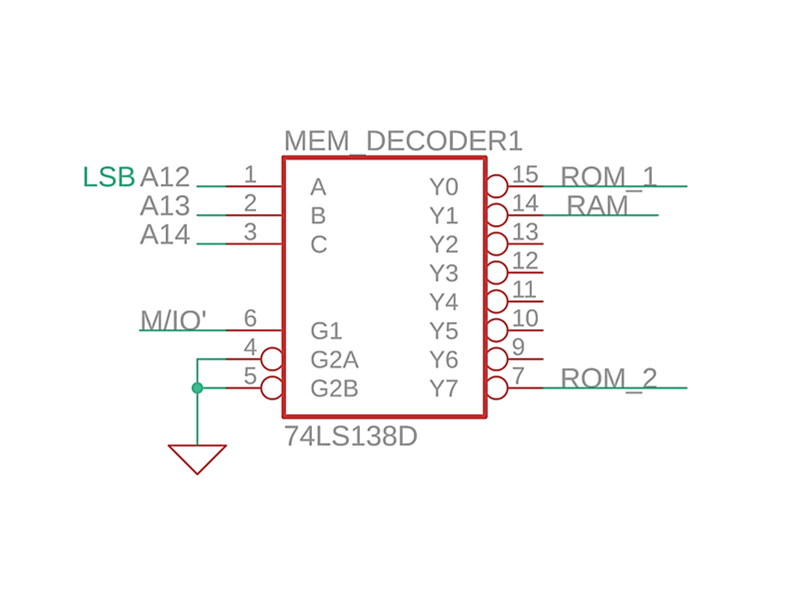 MEM_DECODER1
LSB A12 1 A Y0 15 ROM_1
A13 2 B Y1 14 RAM
A14 3 C Y2 13
Y3 12
Y4 11
M/IO' 6 G1 Y5 10
4 G2A Y6 9
5 G2B Y7 7 ROM_2
74LS138D